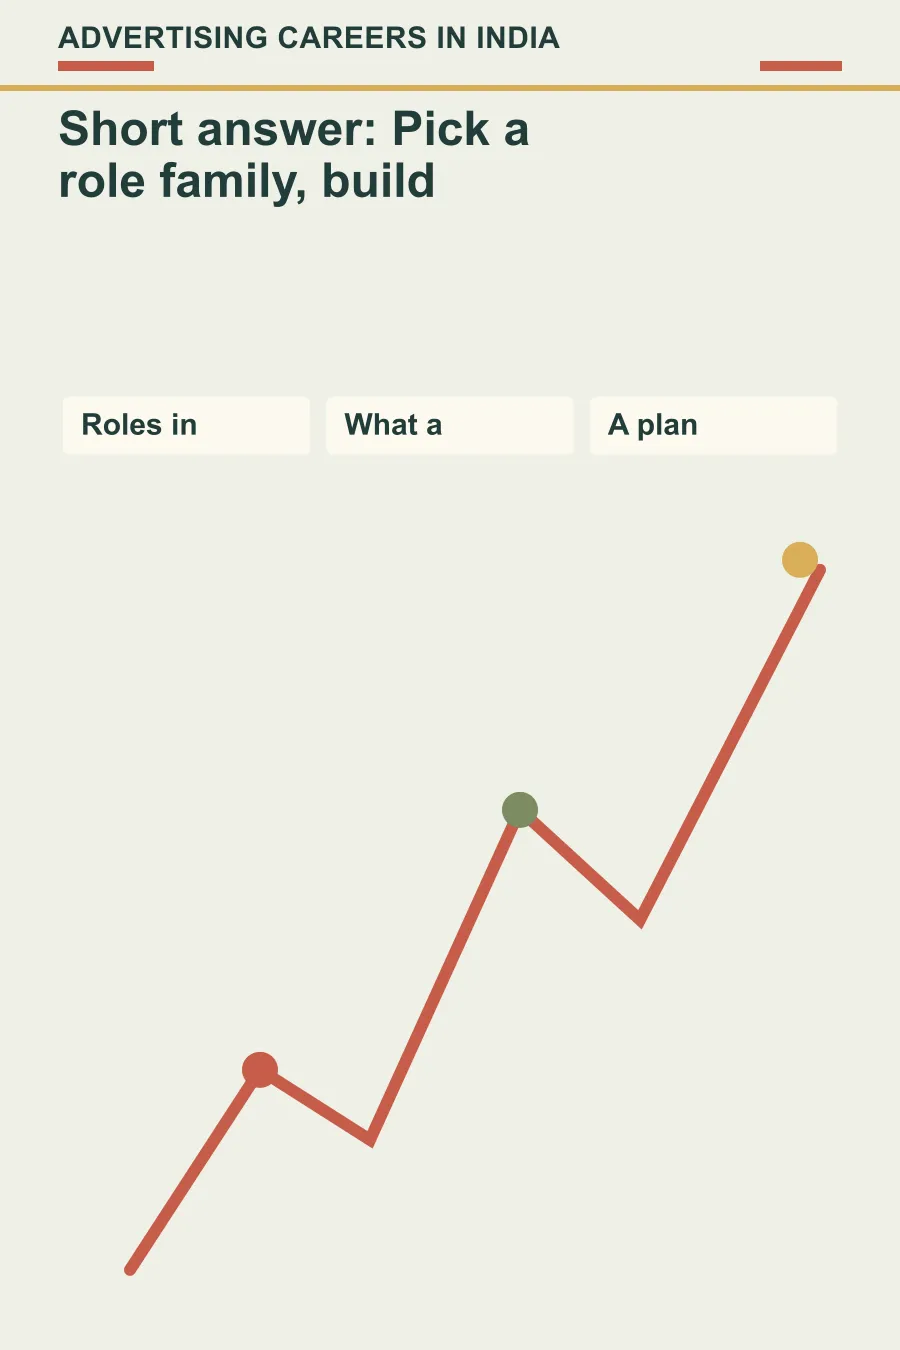 ADVERTISING CAREERS IN INDIA
Short answer: Pick a
role family, build
Roles in
What a
A plan